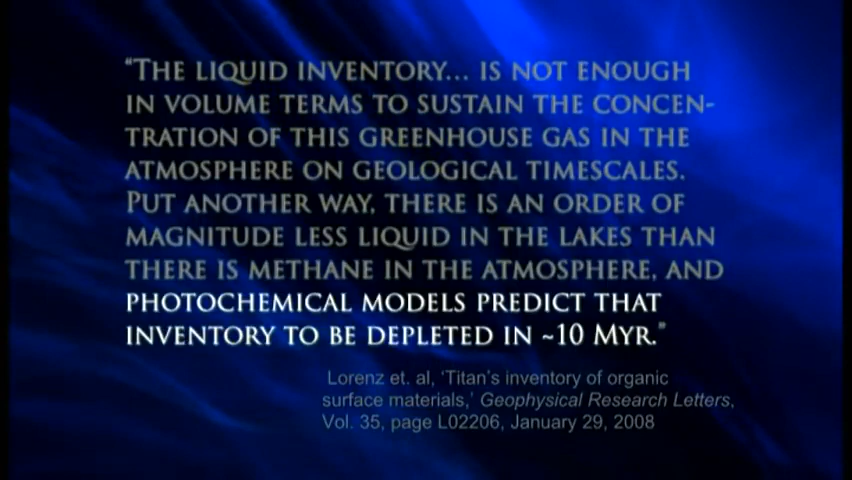 “THE LIQUID INVENTORY... IS NOT ENOUGH
IN VOLUME TERMS TO SUSTAIN THE CONCEN-
TRATION OF THIS GREENHOUSE GAS IN THE
ATMOSPHERE ON GEOLOGICAL TIMESCALES.
PUT ANOTHER WAY, THERE IS AN ORDER OF
MAGNITUDE LESS LIQUID IN THE LAKES THAN
THERE IS METHANE IN THE ATMOSPHERE, AND
PHOTOCHEMICAL MODELS PREDICT THAT
INVENTORY TO BE DEPLETED IN ~10 MYR.”
Lorenz et. al, ‘Titan’s inventory of organic
surface materials,’ Geophysical Research Letters,
Vol. 35, page L02206, January 29, 2008